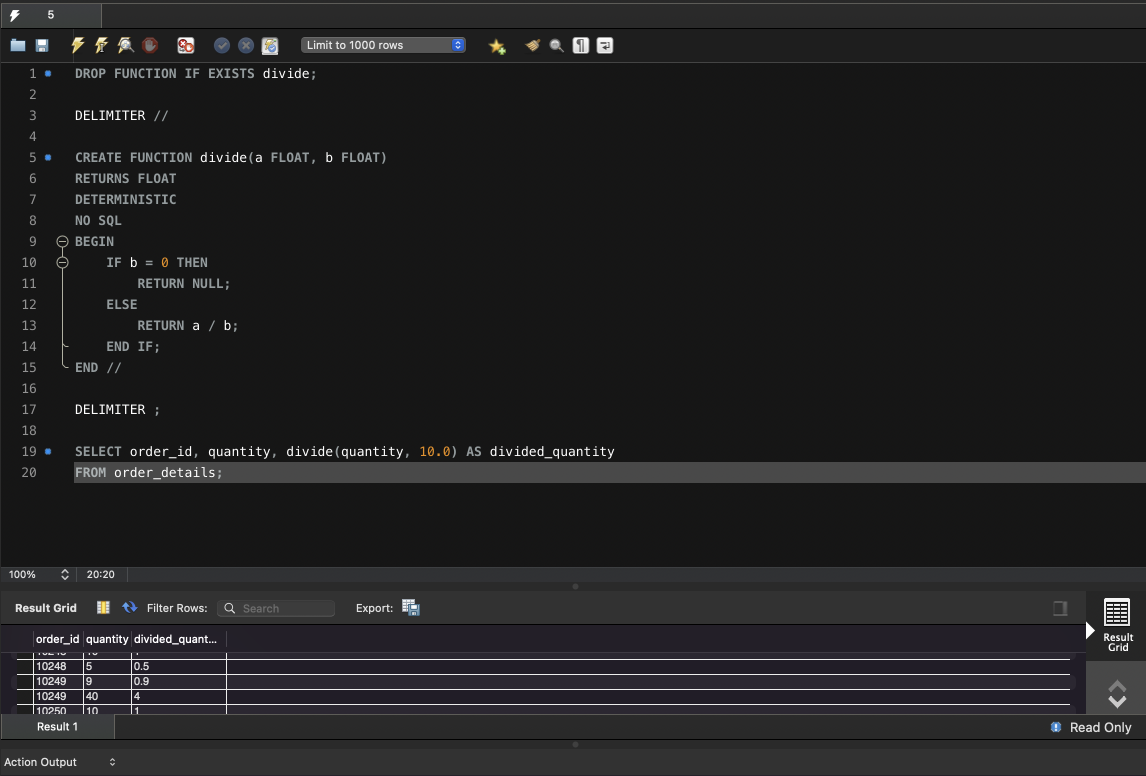 5
Limit to 1000 rows
1 DROP FUNCTION IF EXISTS divide;
2
3 DELIMITER //
4
5 CREATE FUNCTION divide(a FLOAT, b FLOAT)
6 RETURNS FLOAT
7 DETERMINISTIC
8 NO SQL
9 BEGIN
10 IF b = 0 THEN
11 RETURN NULL;
12 ELSE
13 RETURN a / b;
14 END IF;
15 END //
16
17 DELIMITER ;
18
19 SELECT order_id, quantity, divide(quantity, 10.0) AS divided_quantity
20 FROM order_details;
100% 20:20
Result Grid Filter Rows: Search Export:
Result Grid
order_id quantity divided_quant...
10248 5 0.5
10249 9 0.9
10249 40 4
10250 10 1
Result 1 Read Only
Action Output